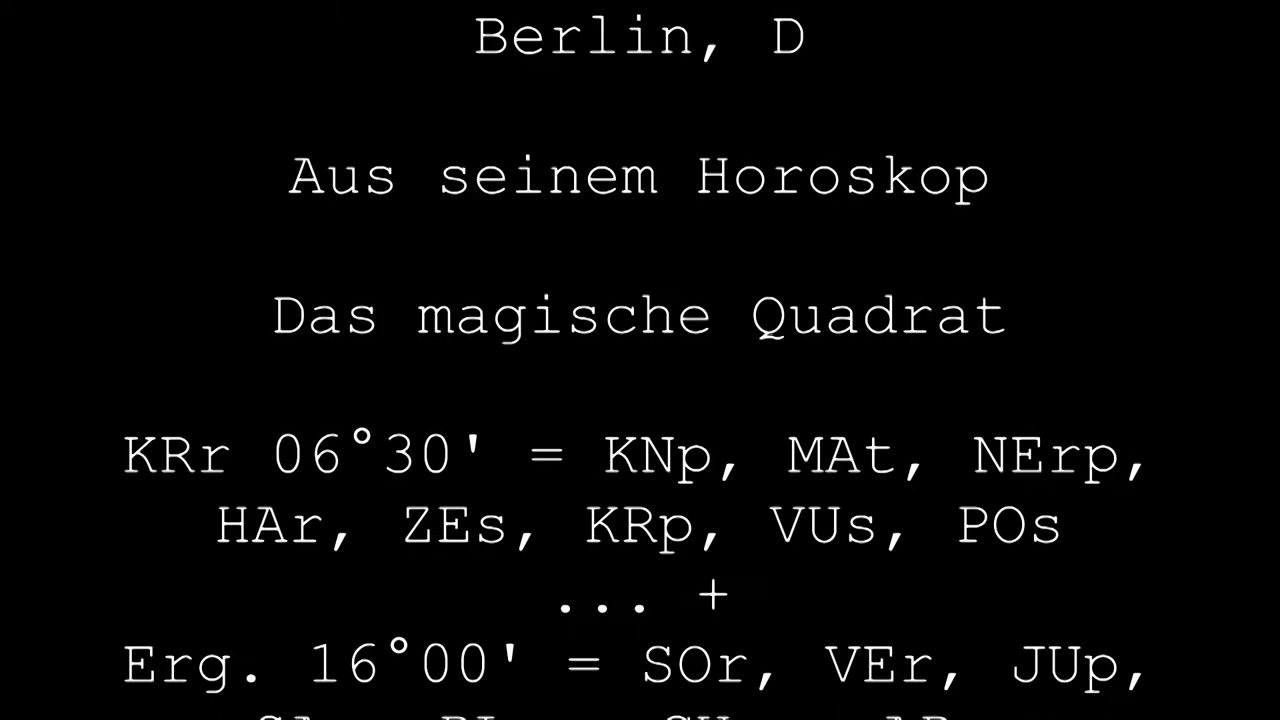 Berlin, D
Aus seinem Horoskop
Das magische Quadrat
KRr 06°30' = KNp, MAt, NErp,
HAr, ZEs, KRp, VUs, POs
... +
Erg. 16°00' = SOr, VEr, JUp,